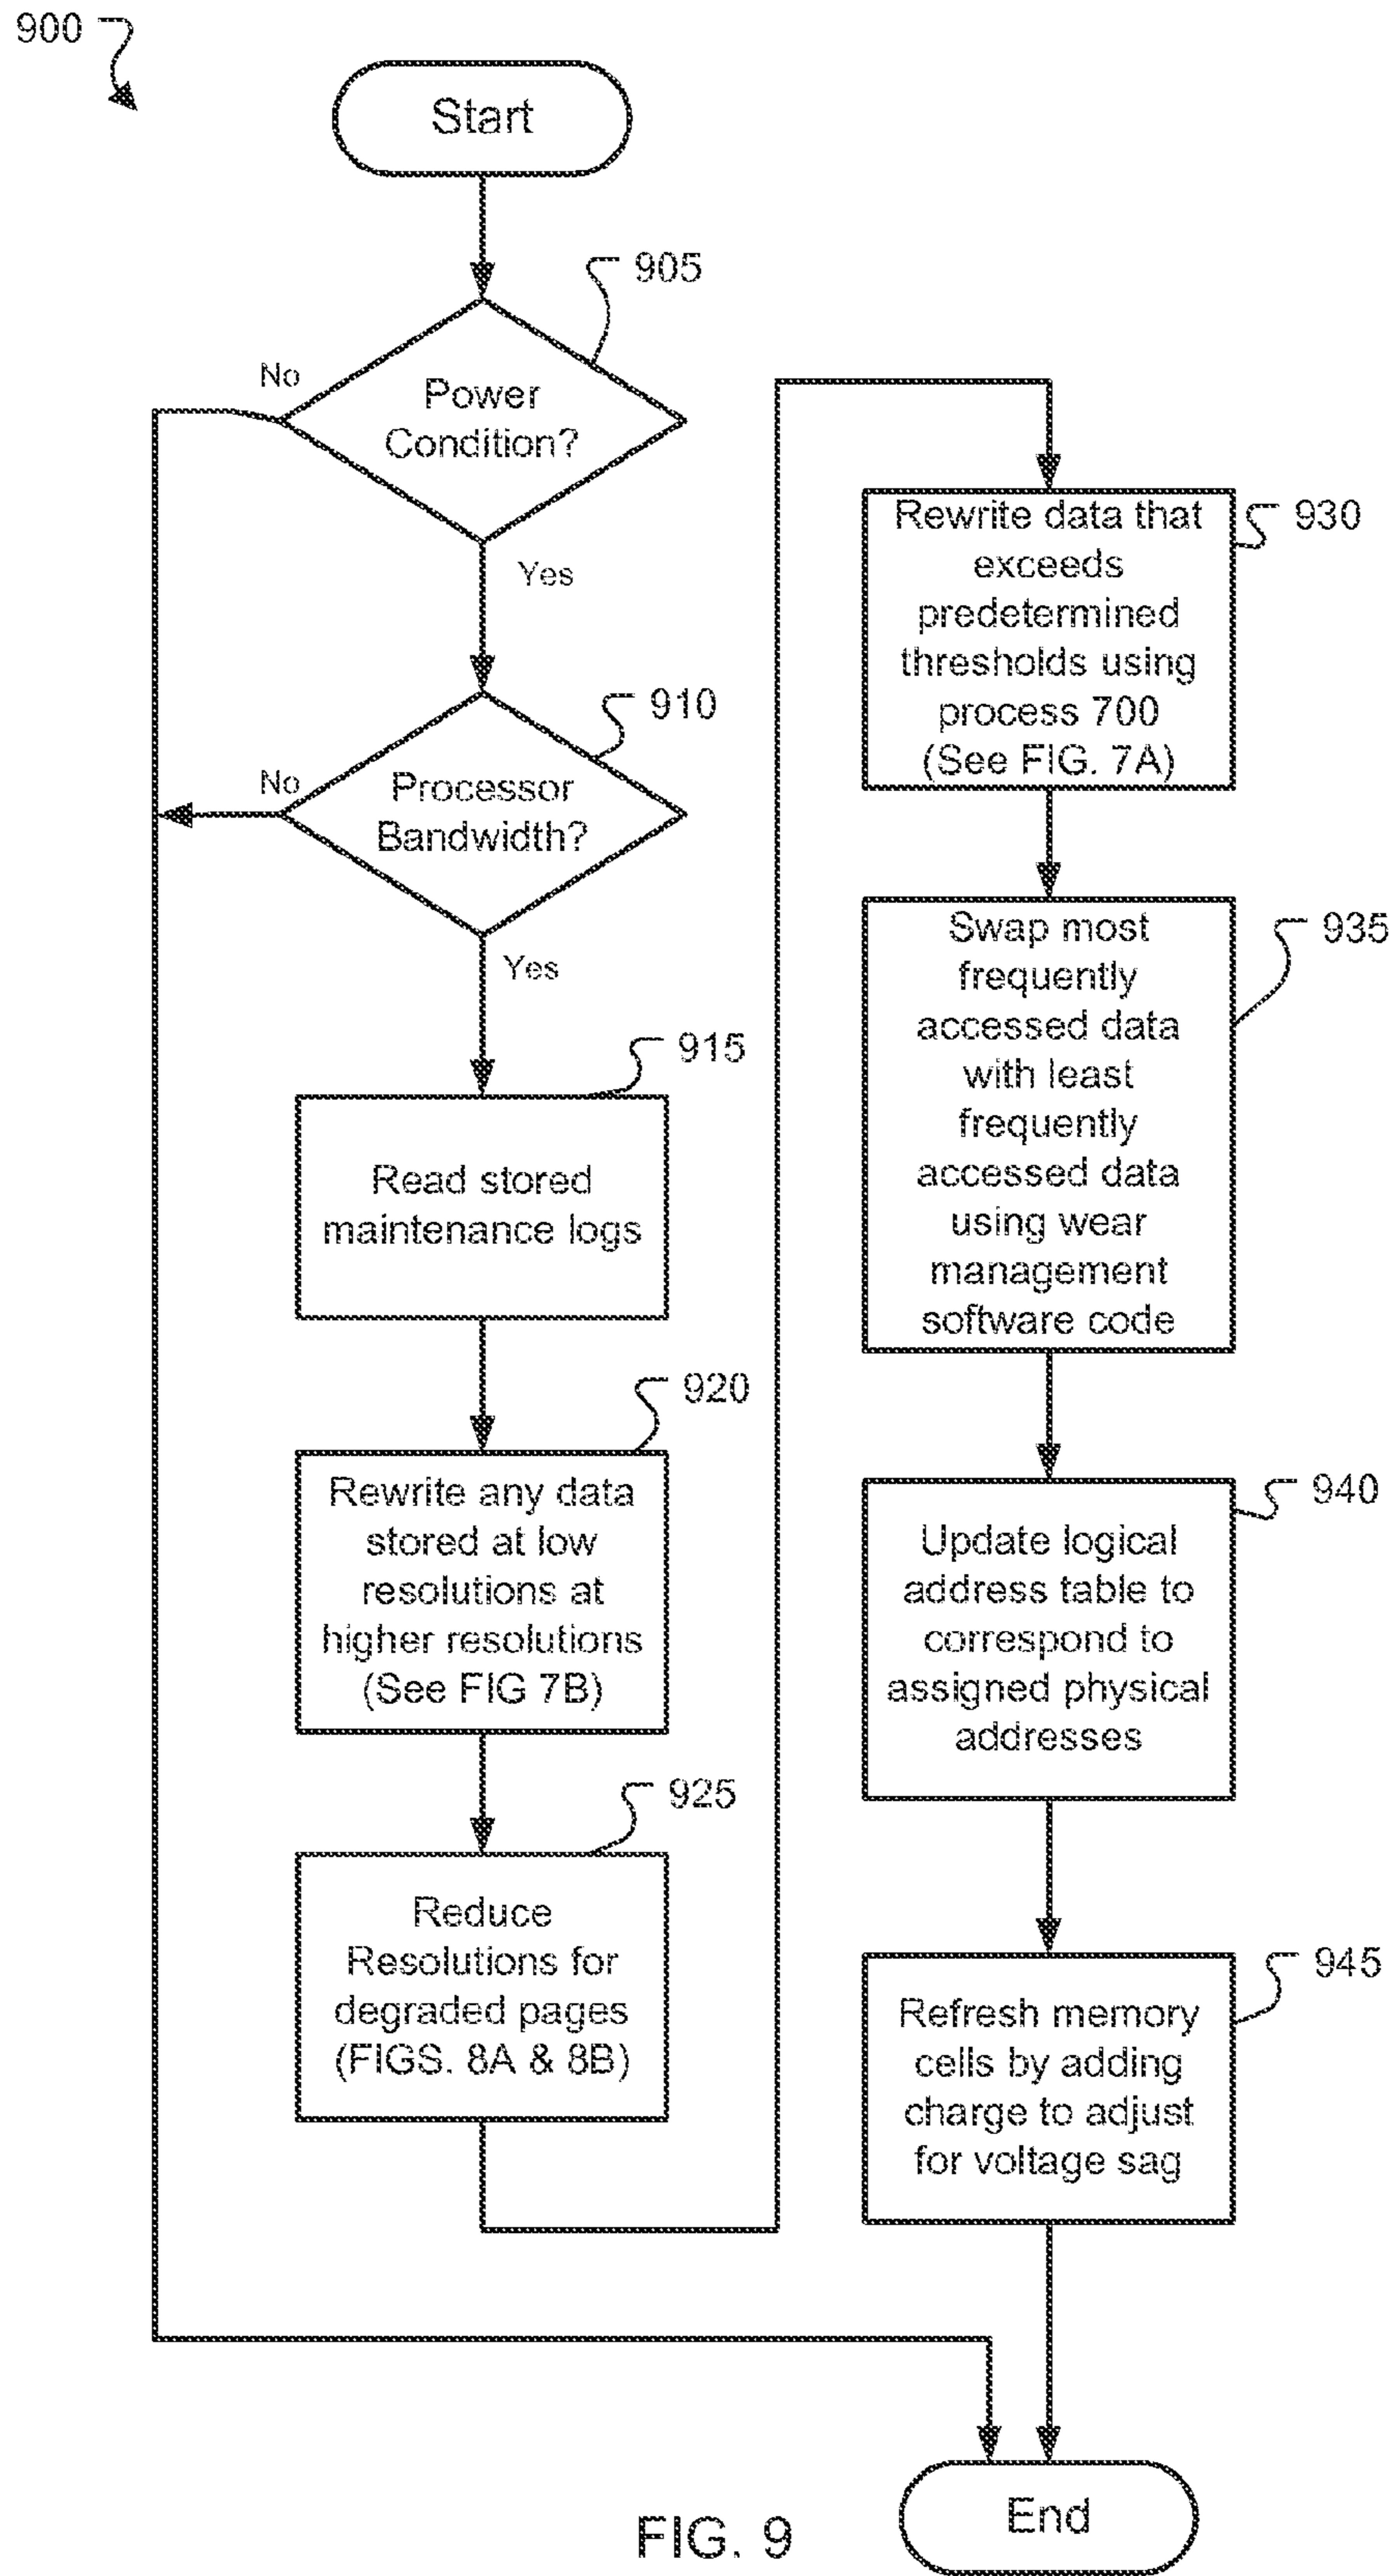 900
Start
905
No
Power
Condition?
Yes
910
No
Processor
Bandwidth?
Yes
915
Read stored
maintenance logs
920
Rewrite any data
stored at low
resolutions at
higher resolutions
(See FIG 7B)
925
Reduce
Resolutions for
degraded pages
(FIGS. 8A & 8B)
930
Rewrite data that
exceeds
predetermined
thresholds using
process 700
(See FIG. 7A)
935
Swap most
frequently
accessed data
with least
frequently
accessed data
using wear
management
software code
940
Update logical
address table to
correspond to
assigned physical
addresses
945
Refresh memory
cells by adding
charge to adjust
for voltage sag
End
FIG. 9